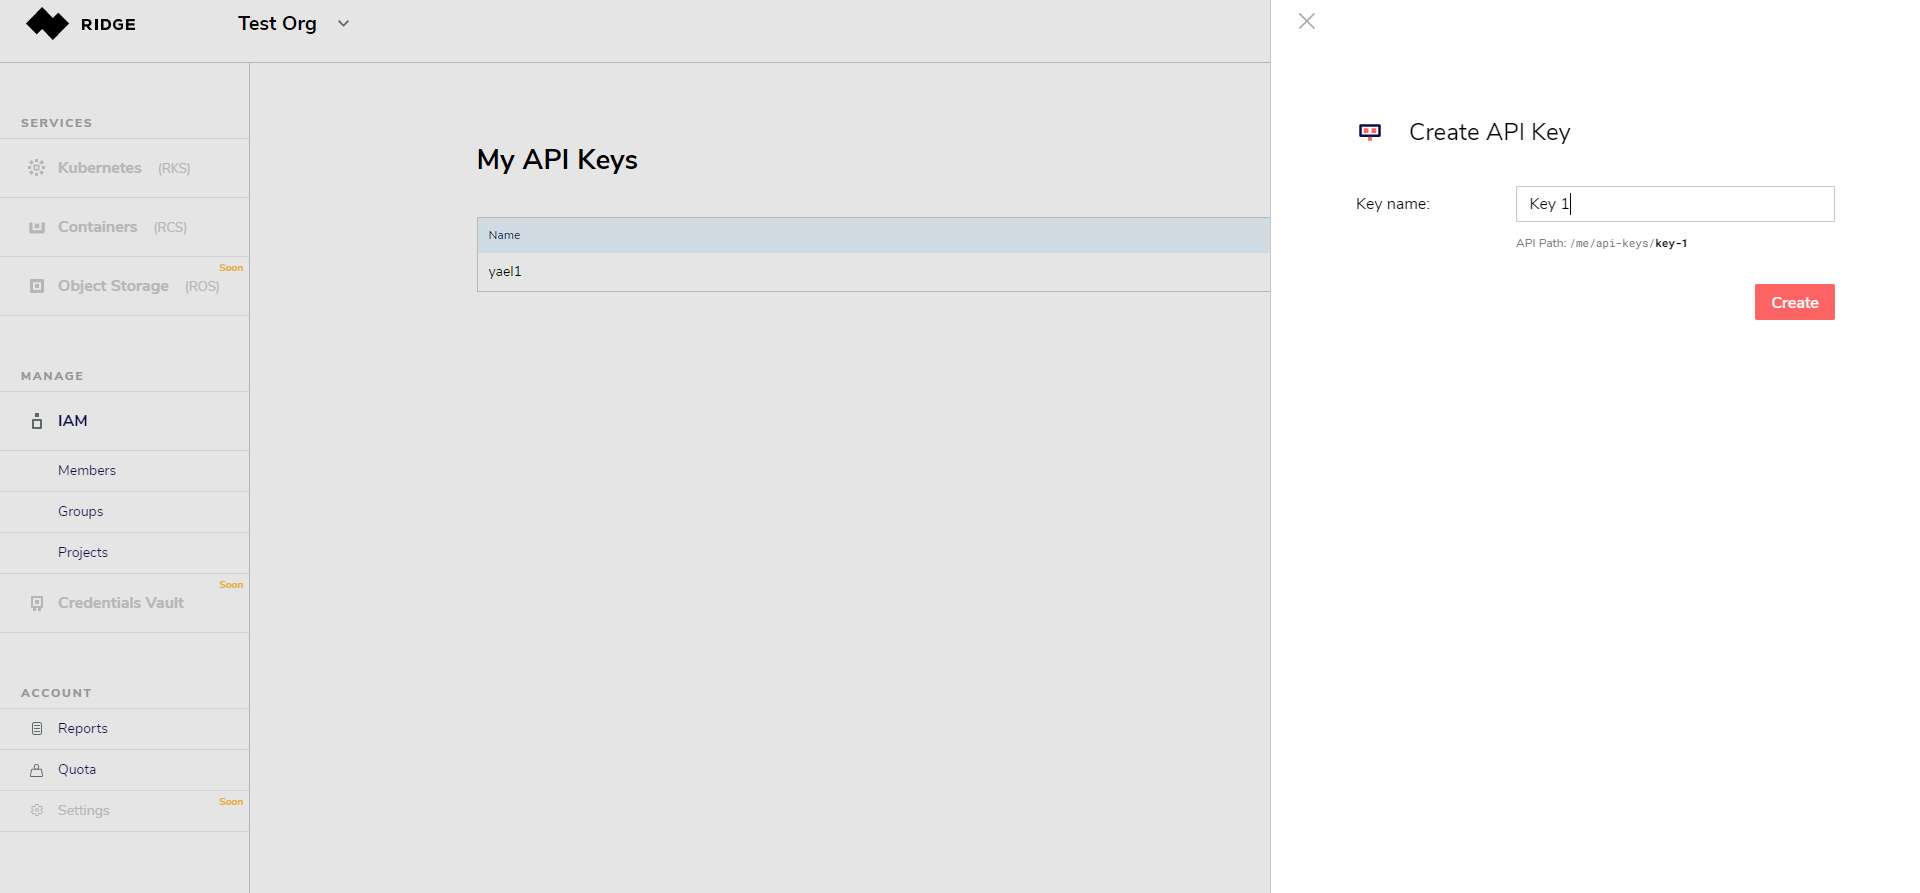 RIDGE
Test Org
SERVICES
Kubernetes (RKS)
Containers (RCS)
Soon
Object Storage (ROS)
MANAGE
IAM
Members
Groups
Projects
Soon
Credentials Vault
ACCOUNT
Reports
Quota
Soon
Settings
My API Keys
Name
yael1
Create API Key
Key name: Key 1
API Path: /me/api-keys/key-1
Create